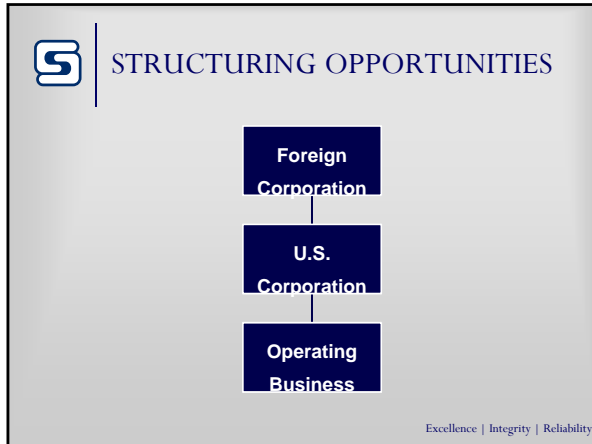 STRUCTURING OPPORTUNITIES
Foreign
Corporation
U.S.
Corporation
Operating
Business
Excellence | Integrity | Reliability